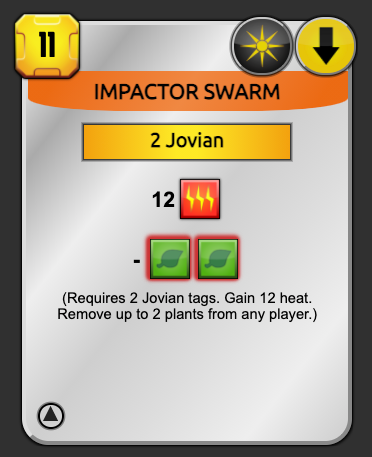 11
IMPACTOR SWARM
2 Jovian
12
-
(Requires 2 Jovian tags. Gain 12 heat.
Remove up to 2 plants from any player.)